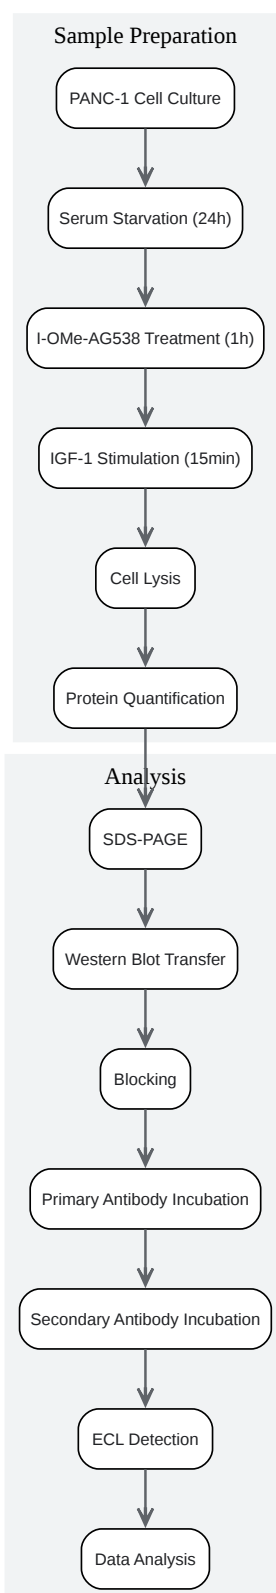 Sample Preparation
PANC-1 Cell Culture
Serum Starvation (24h)
I-OMe-AG538 Treatment (1h)
IGF-1 Stimulation (15min)
Cell Lysis
Protein Quantification
Analysis
SDS-PAGE
Western Blot Transfer
Blocking
Primary Antibody Incubation
Secondary Antibody Incubation
ECL Detection
Data Analysis